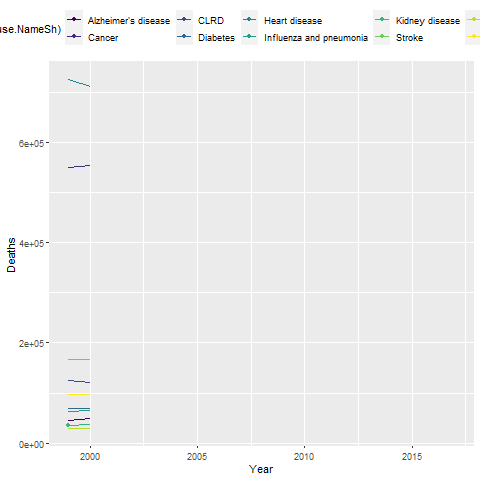 use.NameSh)
Alzheimer's disease CLRD Heart disease Kidney disease
Cancer Diabetes Influenza and pneumonia Stroke
6e+05
4e+05
2e+05
0e+00
Deaths
2000 2005 2010 2015
Year